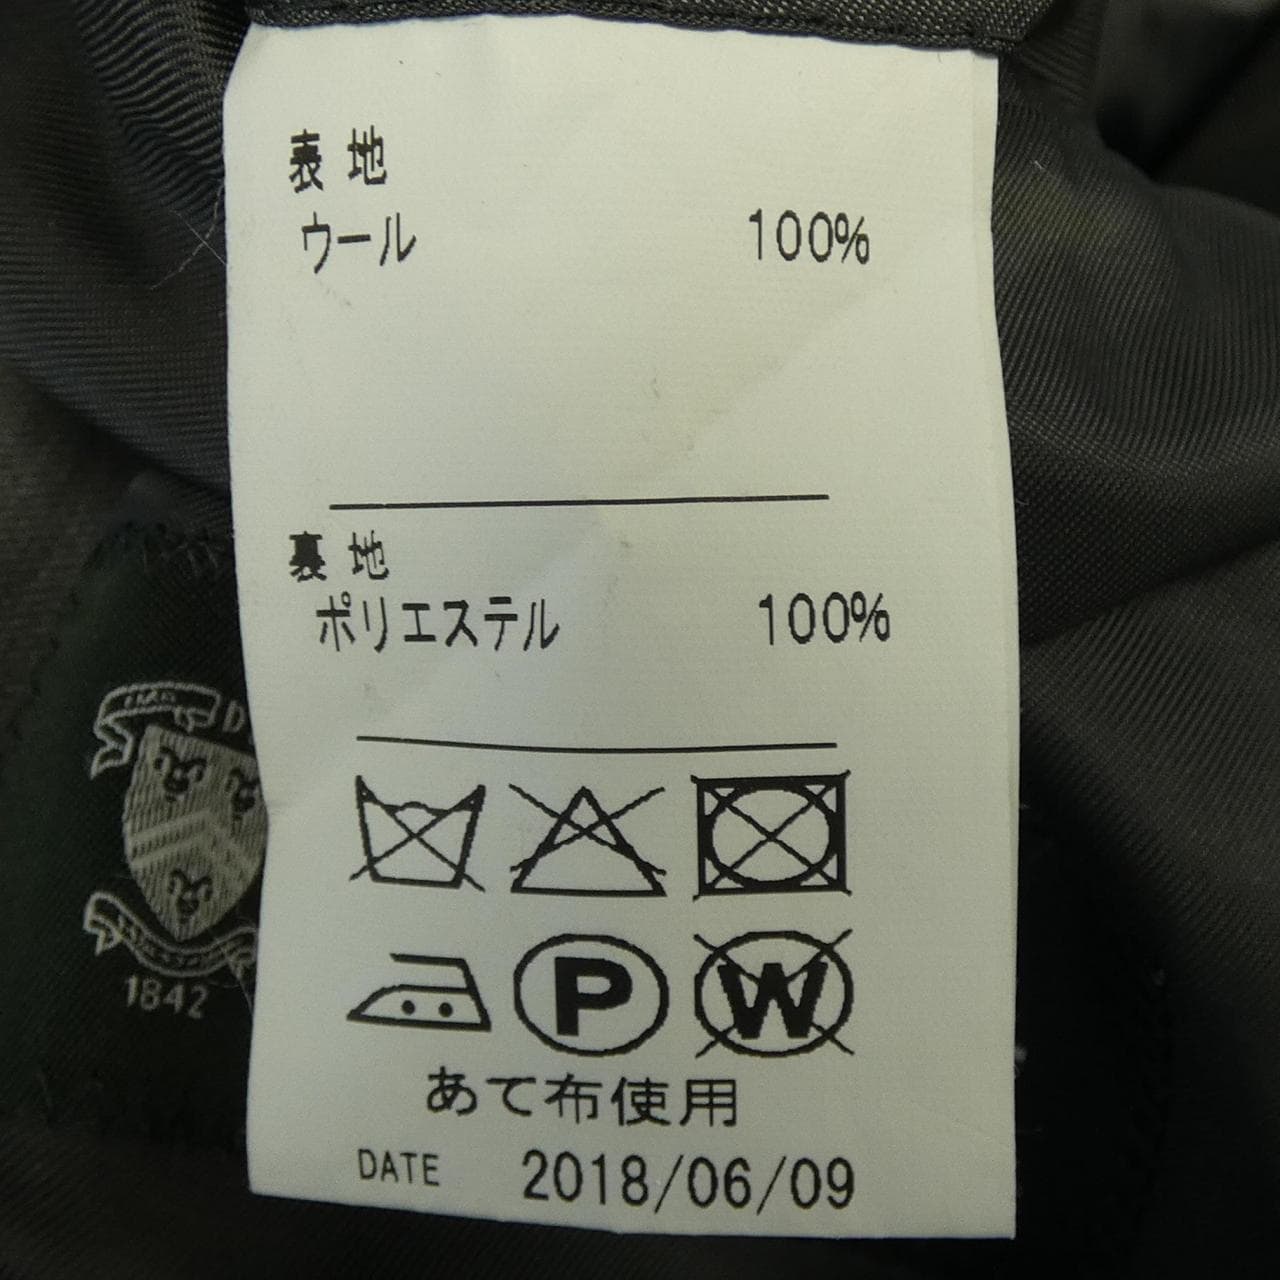 表地
ウール 100%
裏地
ポリエステル 100%
P W
あて布使用
DATE 2018/06/09
D
1842